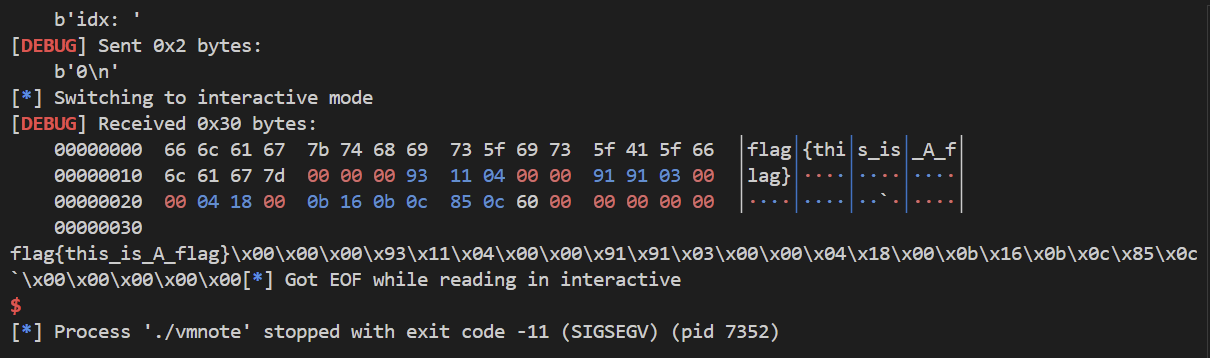 b'idx: '
[DEBUG] Sent 0x2 bytes:
    b'0\n'
[*] Switching to interactive mode
[DEBUG] Received 0x30 bytes:
    00000000  66 6c 61 67  7b 74 68 69  73 5f 69 73  5f 41 5f 66  │flag│{thi│s_is│_A_f│
    00000010  6c 61 67 7d  00 00 00 93  11 04 00 00  91 91 03 00  │lag}│····│····│····│
    00000020  00 04 18 00  0b 16 0b 0c  85 0c 60 00  00 00 00 00  │····│····│··`·│····│
    00000030
flag{this_is_A_flag}\x00\x00\x00\x93\x11\x04\x00\x00\x91\x91\x03\x00\x00\x04\x18\x00\x0b\x16\x0b\x0c\x85\x0c
`\x00\x00\x00\x00\x00[*] Got EOF while reading in interactive
$
[*] Process './vmnote' stopped with exit code -11 (SIGSEGV) (pid 7352)